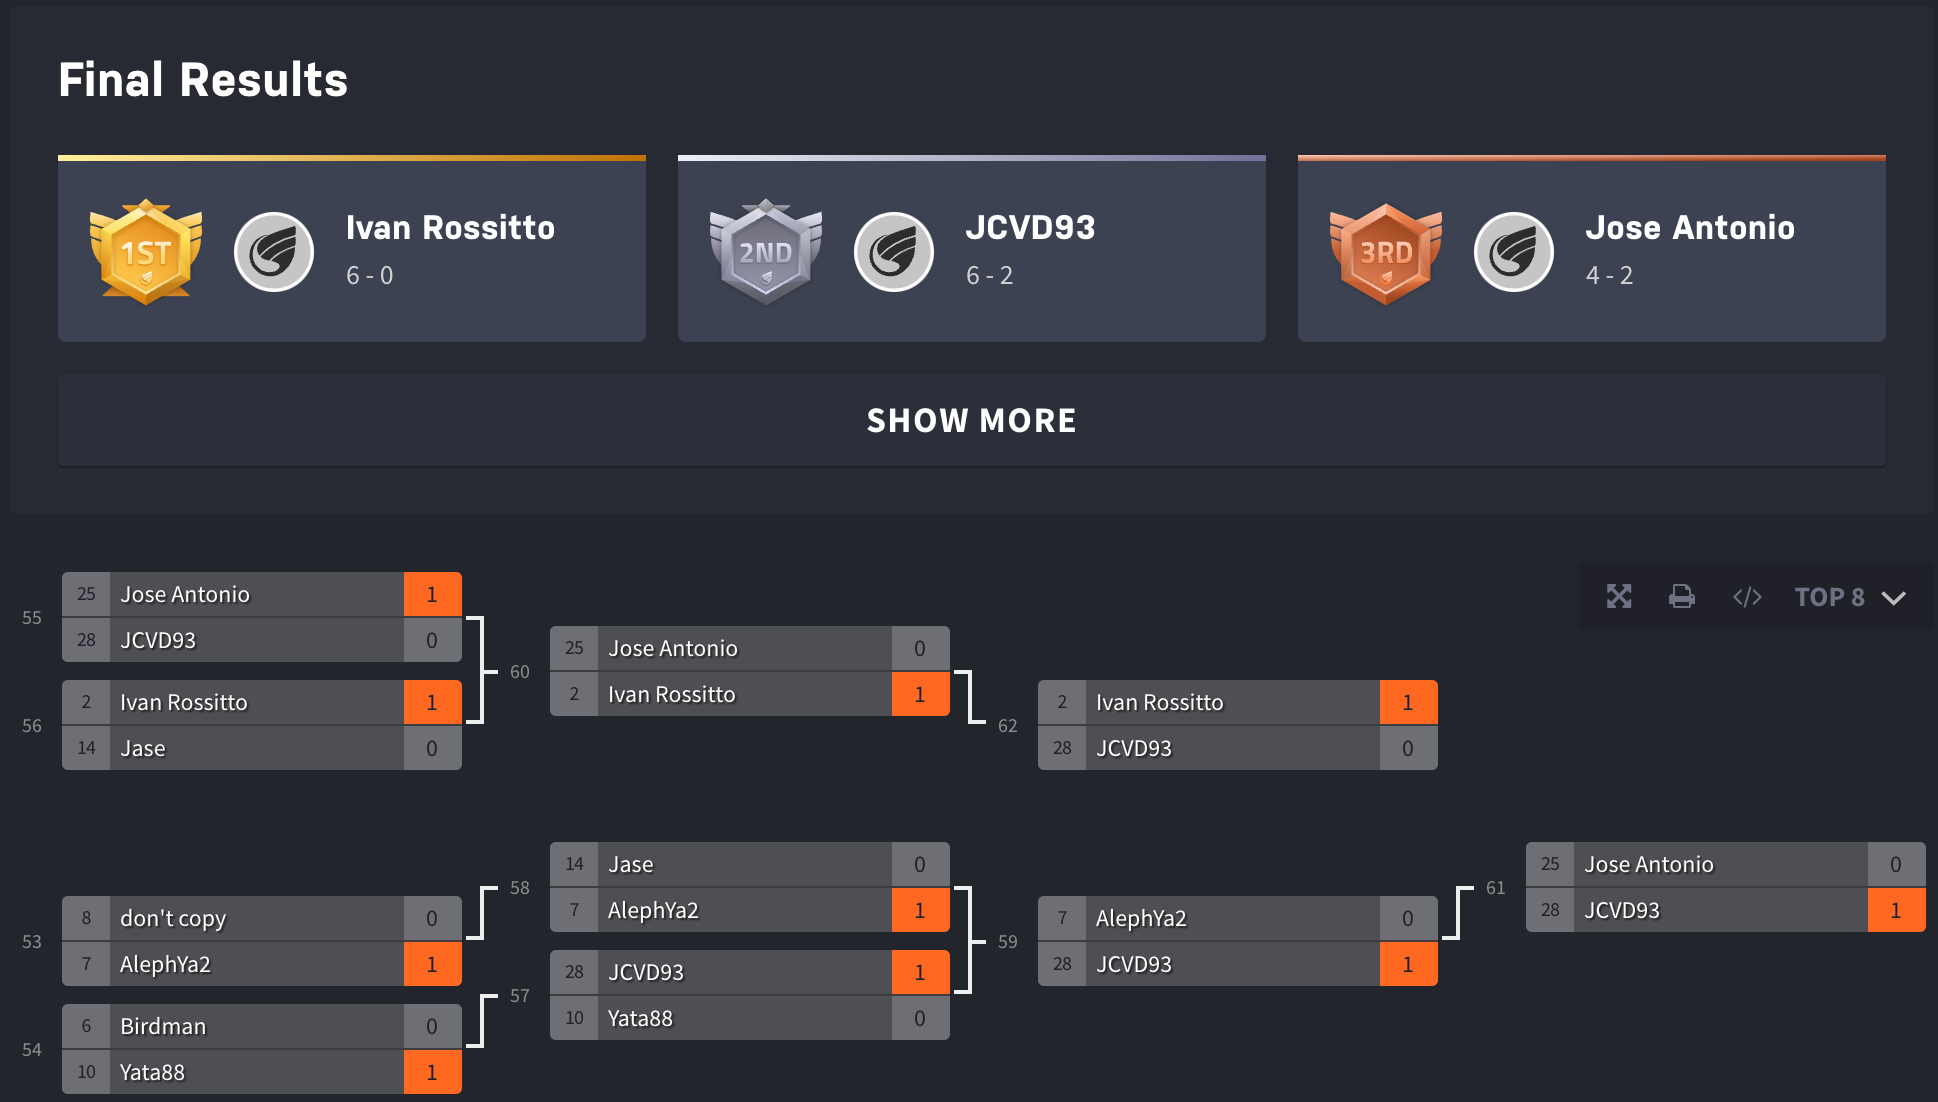 Final Results
1ST
Ivan Rossitto
6 - 0
2ND
JCVD93
6 - 2
3RD
Jose Antonio
4 - 2
SHOW MORE
TOP 8
55
25 Jose Antonio 1
28 JCVD93 0
56
2 Ivan Rossitto 1
14 Jase 0
60
25 Jose Antonio 0
2 Ivan Rossitto 1
62
2 Ivan Rossitto 1
28 JCVD93 0
53
8 don't copy 0
7 AlephYa2 1
54
6 Birdman 0
10 Yata88 1
58
14 Jase 0
7 AlephYa2 1
57
28 JCVD93 1
10 Yata88 0
59
7 AlephYa2 0
28 JCVD93 1
61
25 Jose Antonio 0
28 JCVD93 1